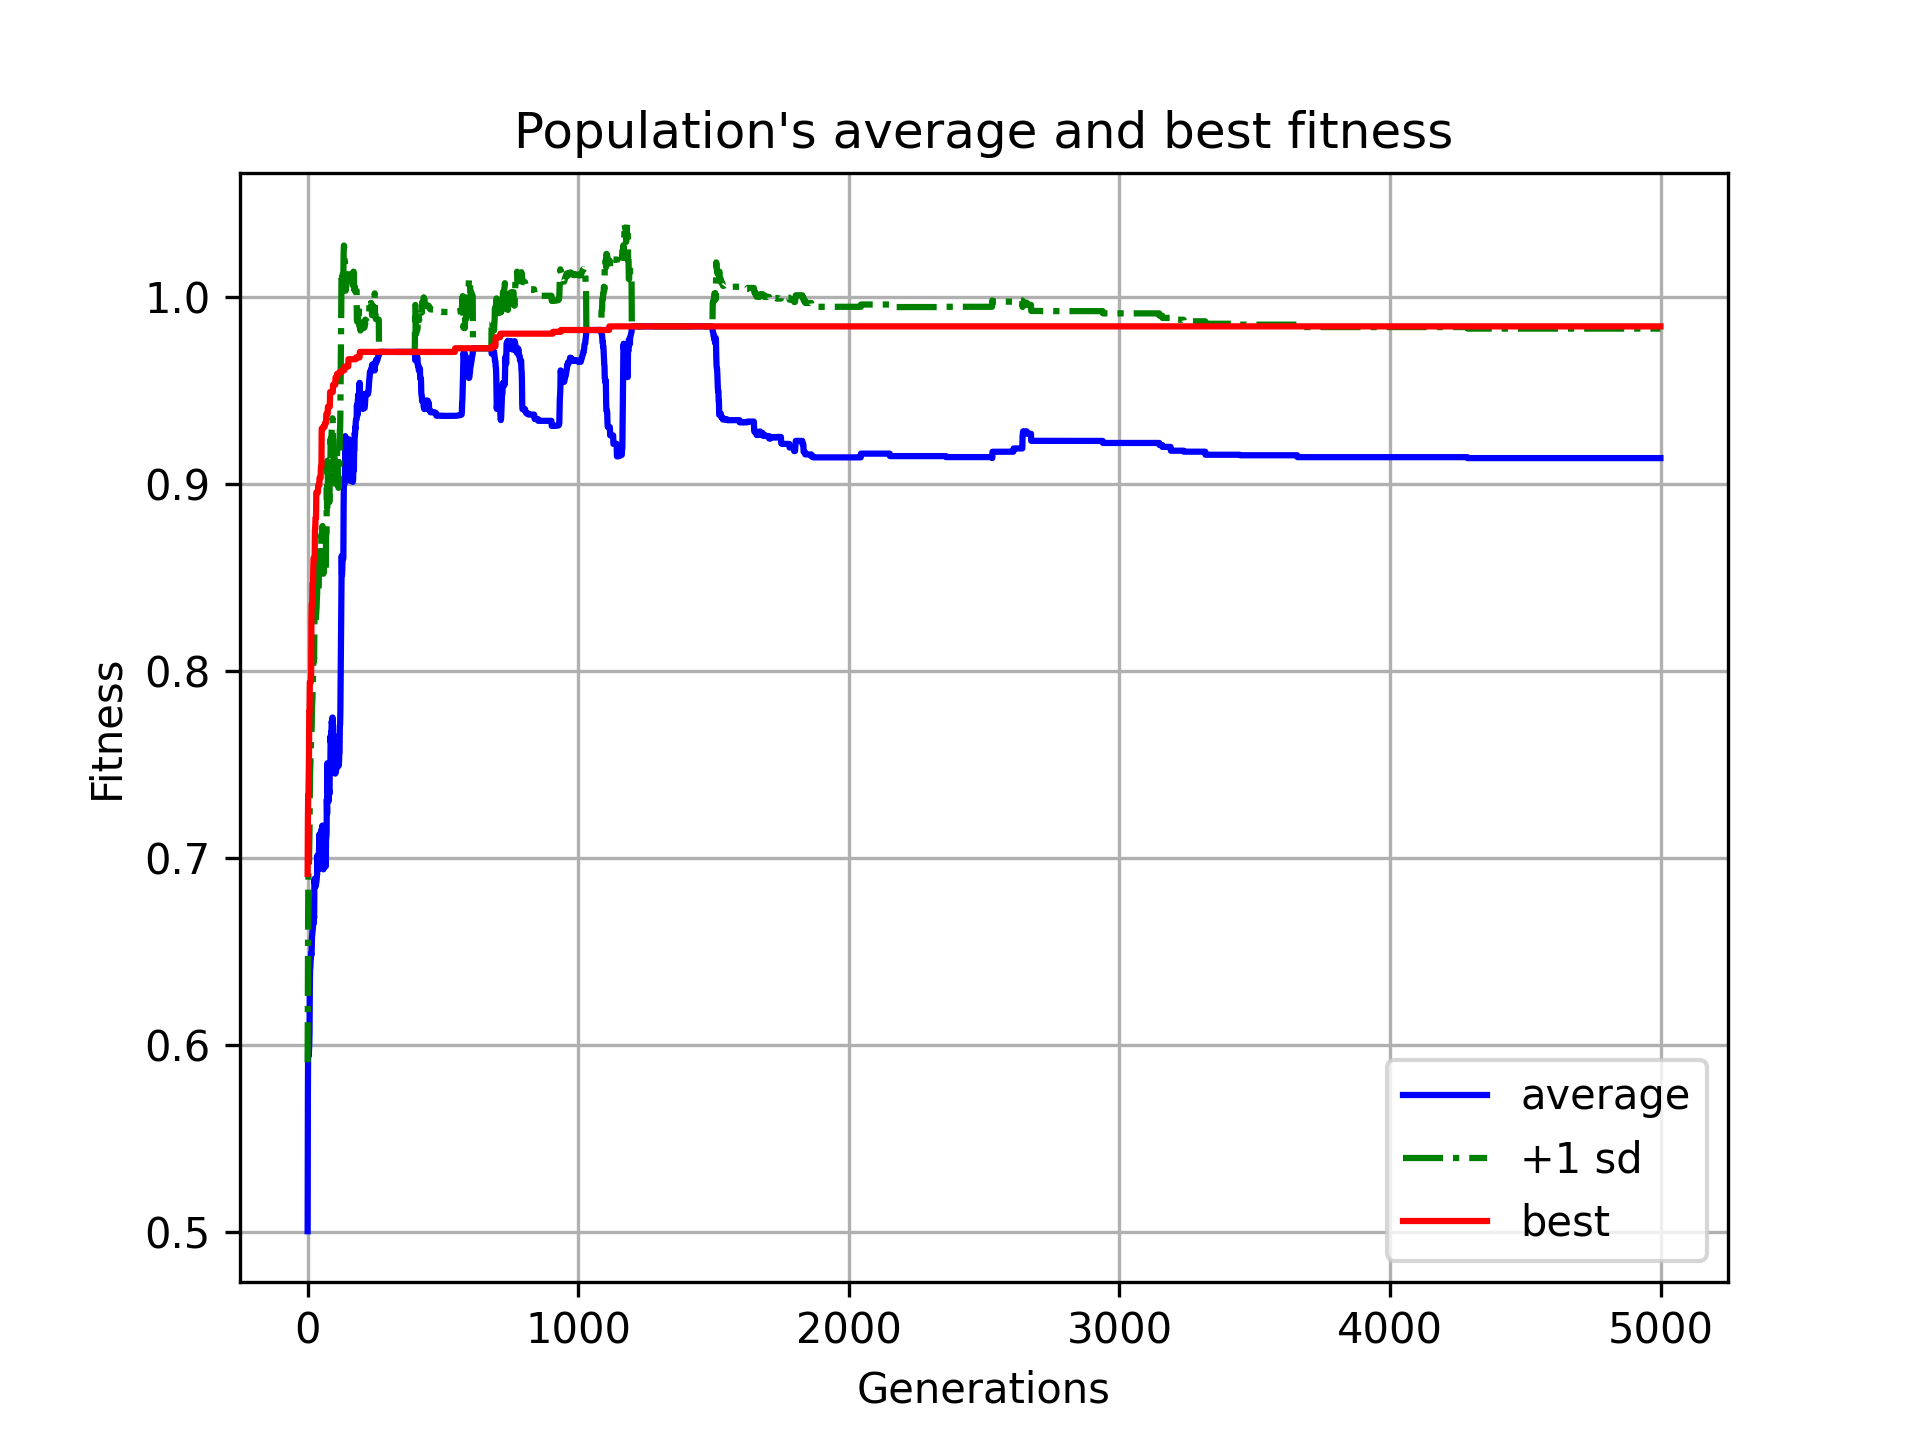 Population's average and best fitness
Fitness
1.0
0.9
0.8
0.7
0.6
0.5
average
+1 sd
best
0 1000 2000 3000 4000 5000
Generations